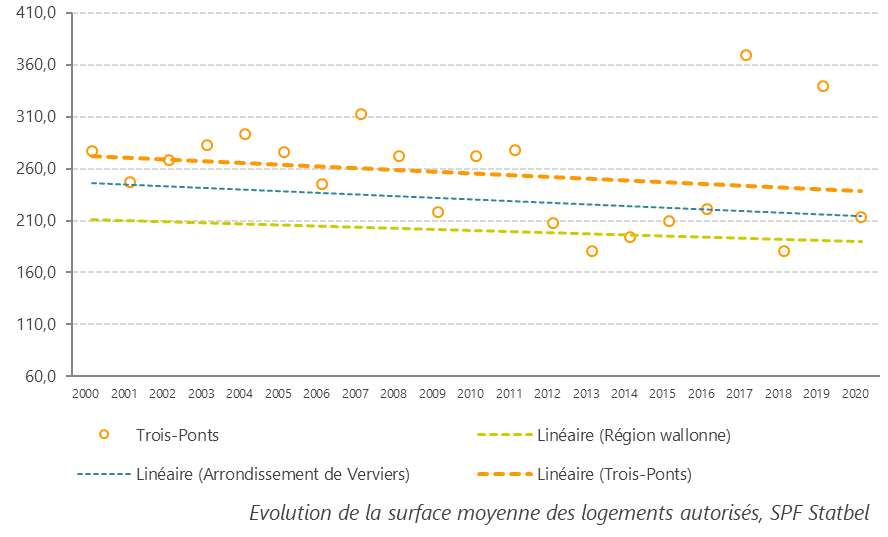 410,0
360,0
310,0
260,0
210,0
160,0
110,0
60,0
2000 2001 2002 2003 2004 2005 2006 2007 2008 2009 2010 2011 2012 2013 2014 2015 2016 2017 2018 2019 2020
Trois-Ponts Linéaire (Région wallonne)
Linéaire (Arrondissement de Verviers) Linéaire (Trois-Ponts)
Evolution de la surface moyenne des logements autorisés, SPF Statbel